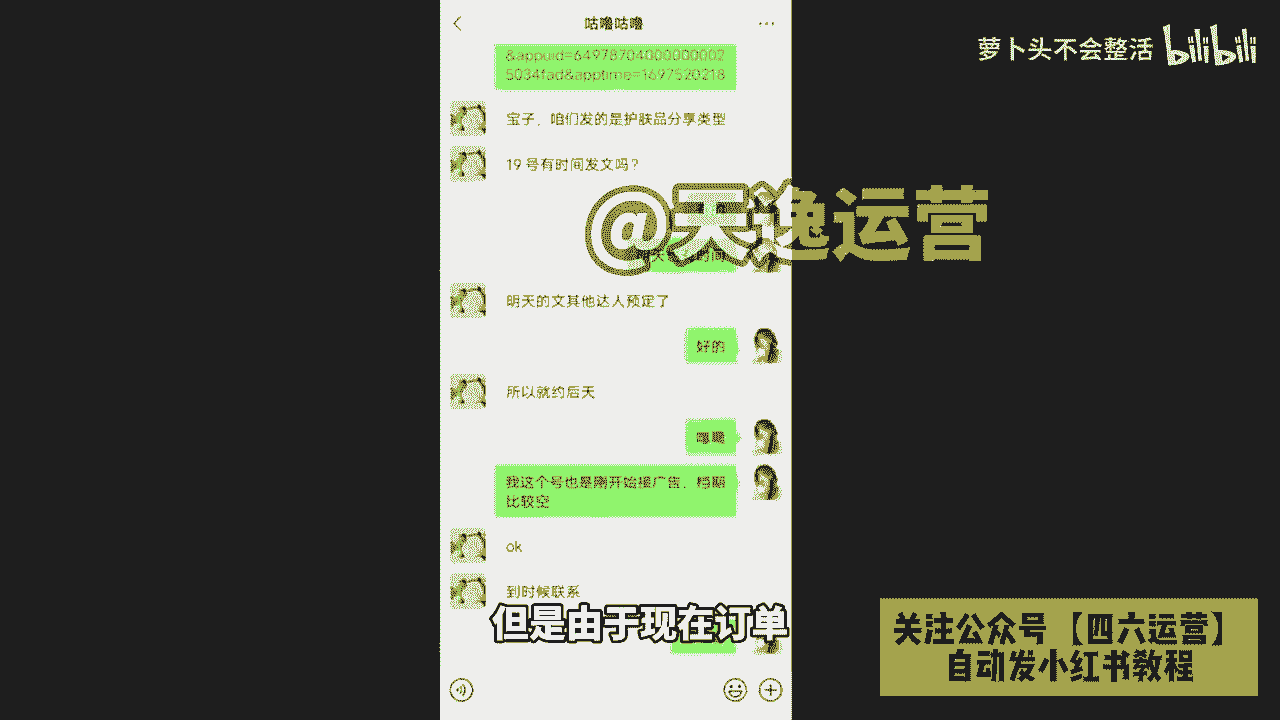 咕噜咕噜
萝卜头不会整活 bilibili
&appuid=649787040000000002
5034fad&apptime=1697520218
宝子，咱们发的是护肤品分享类型
19 号有时间发文吗？
@天逸运营
明天的文其他达人预定了
好的
所以就约后天
嗯嗯
我这个号也是刚开始接广告，档期
比较空
ok
到时候联系
但是由于现在订单
关注公众号【四六运营】
自动发小红书教程